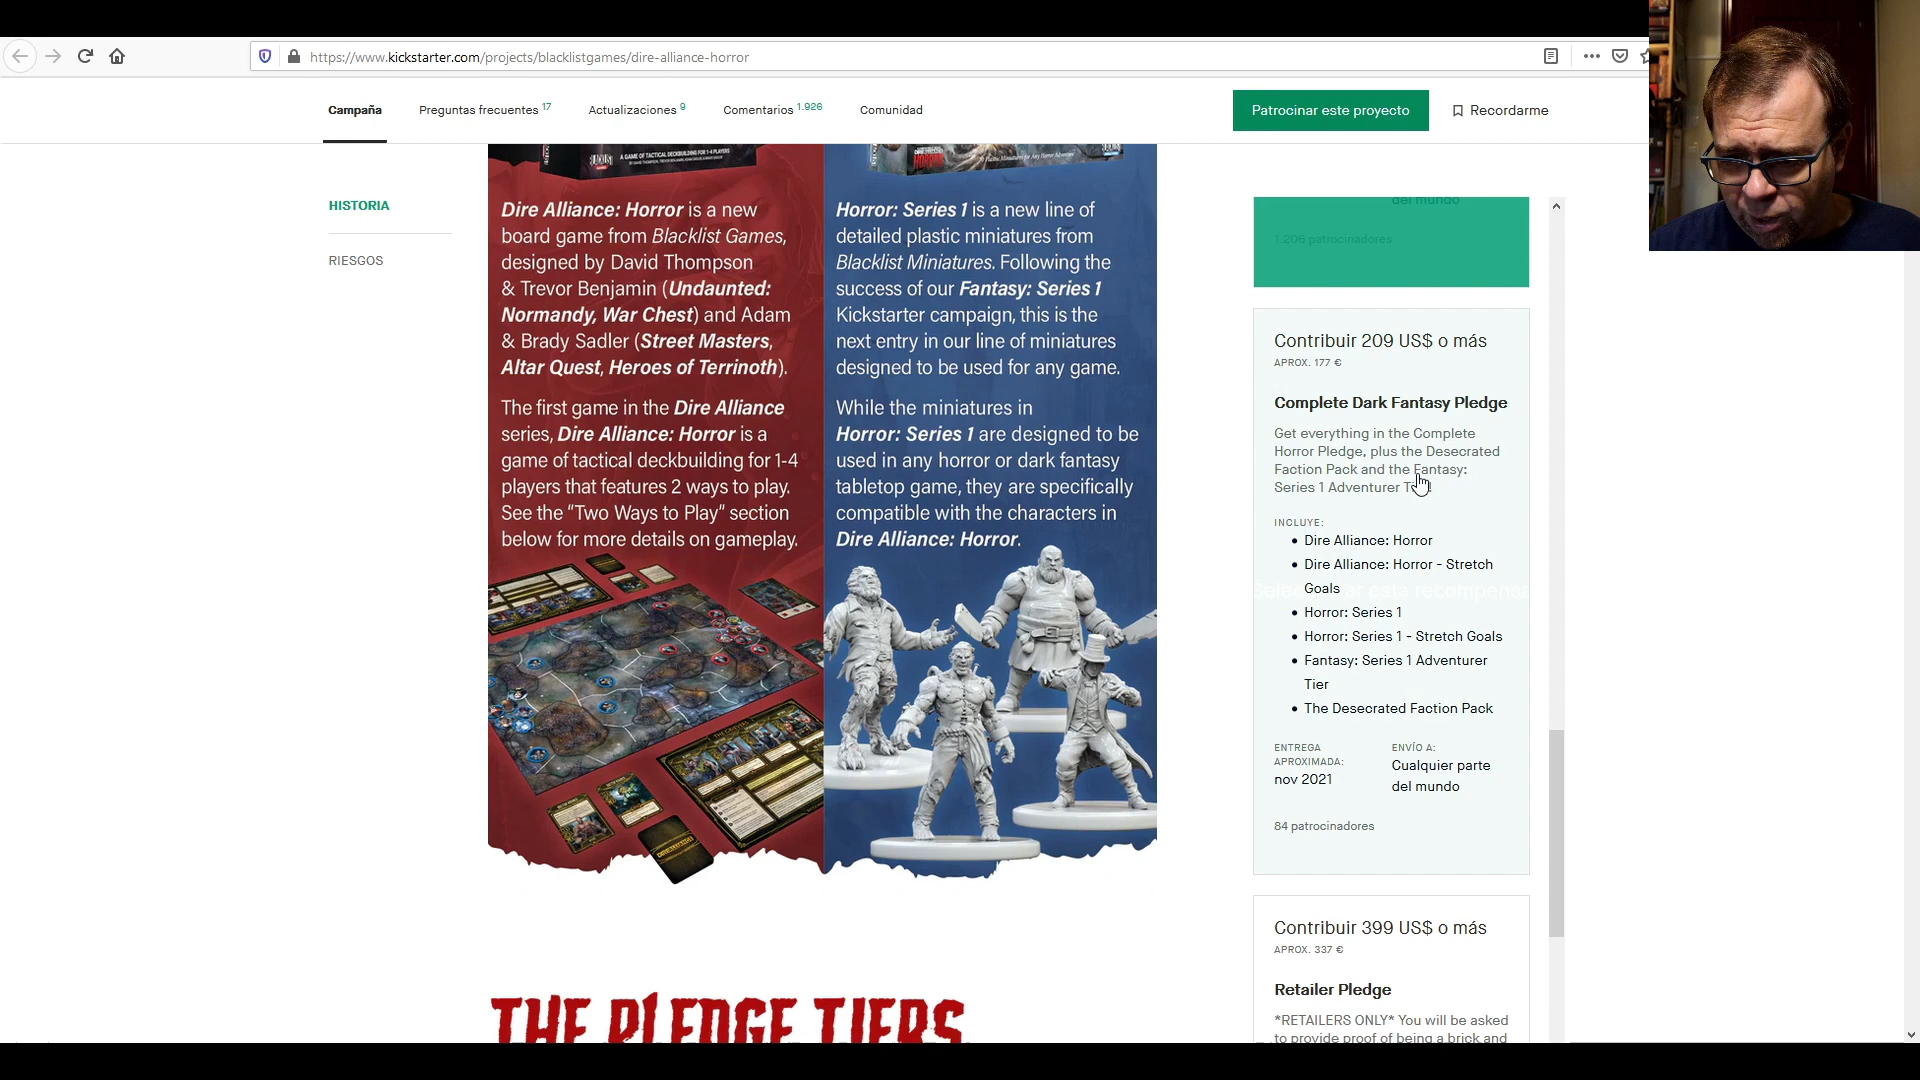 https://www.kickstarter.com/projects/blacklistgames/dire-alliance-horror
Campaña
Preguntas frecuentes 17
Actualizaciones 9
Comentarios 1.926
Comunidad
Patrocinar este proyecto
Recordarme
HISTORIA
RIESGOS
A GAME OF TACTICAL DECKBUILDING FOR 1-4 PLAYERS
Dire Alliance: Horror is a new
board game from Blacklist Games,
designed by David Thompson
& Trevor Benjamin (Undaunted:
Normandy, War Chest) and Adam
& Brady Sadler (Street Masters,
Altar Quest, Heroes of Terrinoth).
The first game in the Dire Alliance
series, Dire Alliance: Horror is a
game of tactical deckbuilding for 1-4
players that features 2 ways to play.
See the “Two Ways to Play” section
below for more details on gameplay.
Horror: Series 1 is a new line of
detailed plastic miniatures from
Blacklist Miniatures. Following the
success of our Fantasy: Series 1
Kickstarter campaign, this is the
next entry in our line of miniatures
designed to be used for any game.
While the miniatures in
Horror: Series 1 are designed to be
used in any horror or dark fantasy
tabletop game, they are specifically
compatible with the characters in
Dire Alliance: Horror.
THE PLEDGE TIERS
del mundo
1.206 patrocinadores
Contribuir 209 US$ o más
APROX. 177 €
Complete Dark Fantasy Pledge
Get everything in the Complete
Horror Pledge, plus the Desecrated
Faction Pack and the Fantasy:
Series 1 Adventurer
INCLUYE:
Dire Alliance: Horror
Dire Alliance: Horror - Stretch
Goals
Horror: Series 1
Horror: Series 1 - Stretch Goals
Fantasy: Series 1 Adventurer
Tier
The Desecrated Faction Pack
ENTREGA
APROXIMADA:
nov 2021
ENVÍO A:
Cualquier parte
del mundo
84 patrocinadores
Contribuir 399 US$ o más
APROX. 337 €
Retailer Pledge
*RETAILERS ONLY* You will be asked
to provide proof of being a brick and